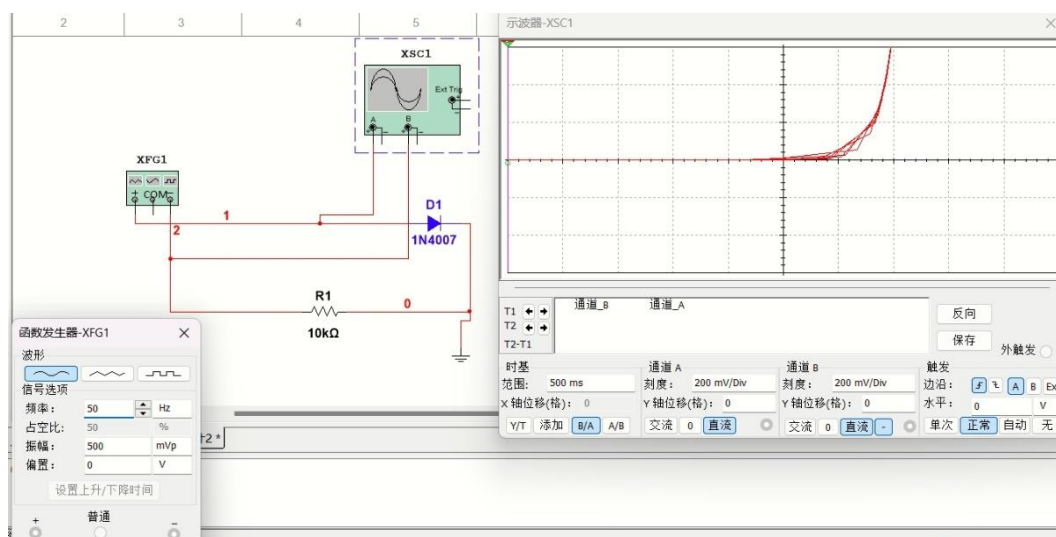 2 3 4 5
示波器-XSC1
XSC1
Ext Trig
A B
XFG1
COM
1
2
D1
1N4007
R1
0
10kΩ
函数发生器-XFG1
波形
信号选项
频率： 50 Hz
占空比： 50 %
振幅： 500 mVp
偏置： 0 V
设置上升/下降时间
+ 普通 −
计2 *
T1
T2
T2-T1
通道_B 通道_A
反向
保存
外触发
时基 通道 A 通道 B 触发
范围： 500 ms 刻度： 200 mV/Div 刻度： 200 mV/Div 边沿： A B Ex
X 轴位移(格)： 0 Y 轴位移(格)： 0 Y 轴位移(格)： 0 水平： 0 V
Y/T 添加 B/A A/B 交流 0 直流 交流 0 直流 - 单次 正常 自动 无